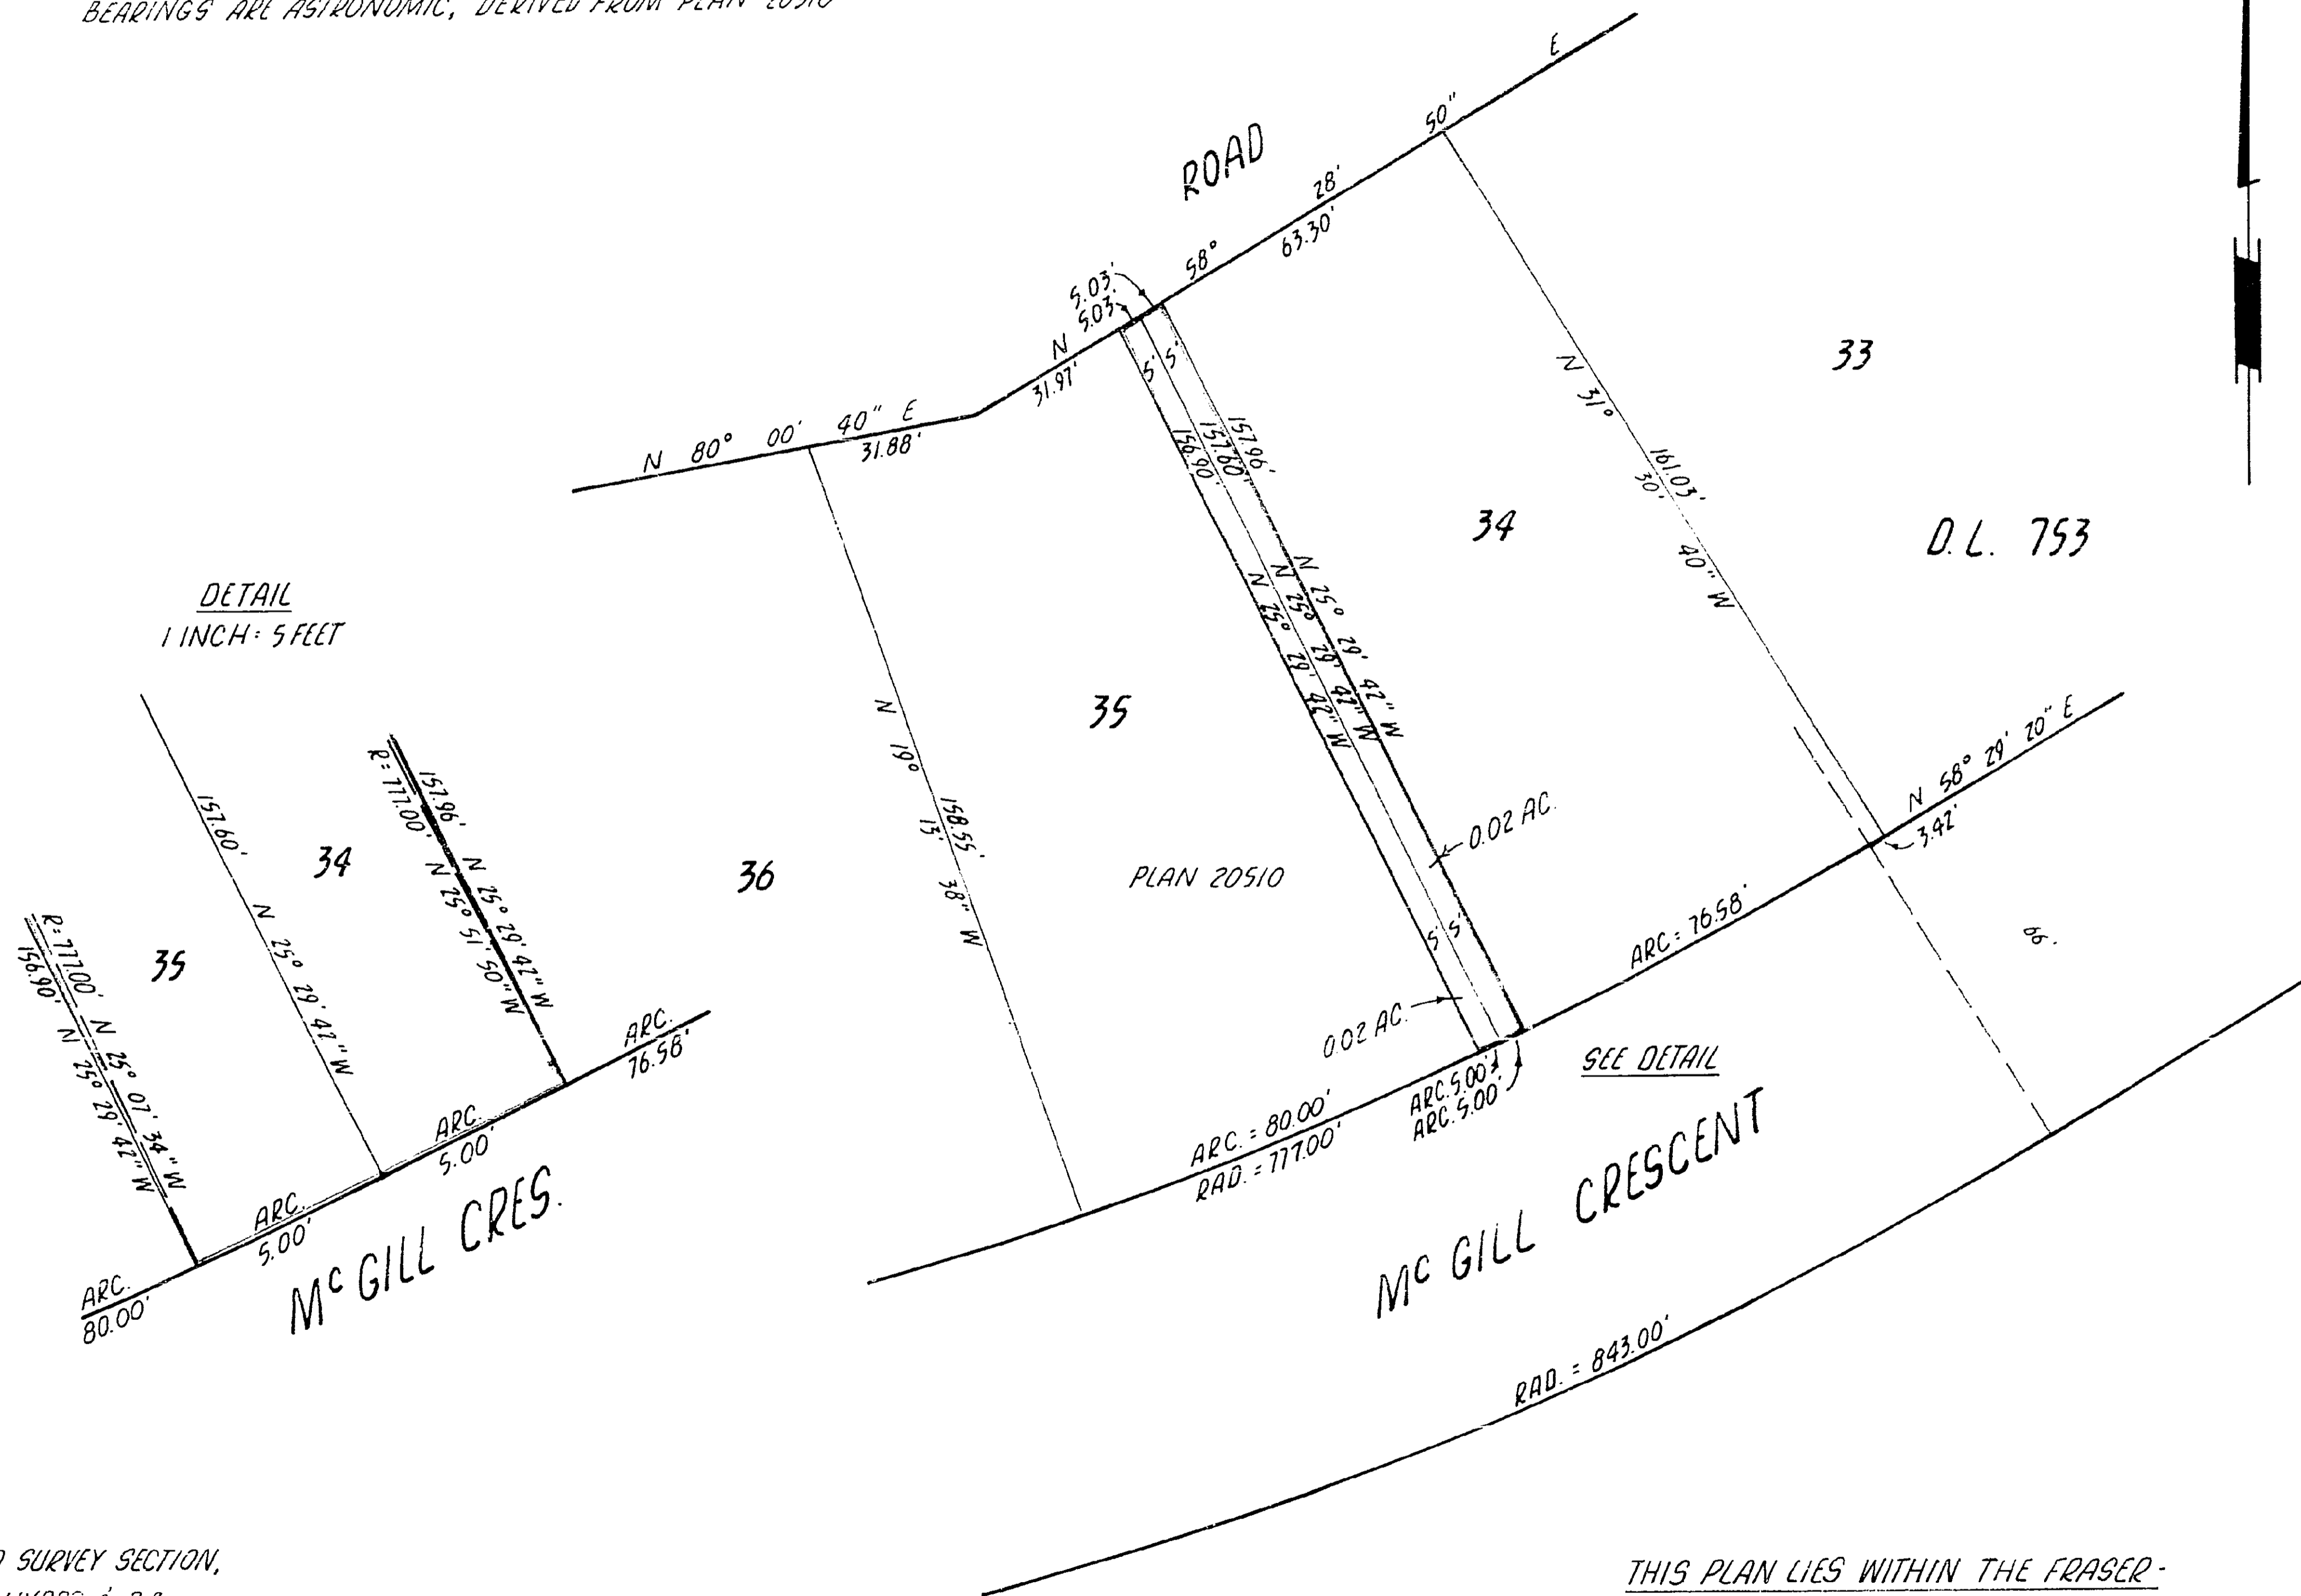 BEARINGS ARE ASTRONOMIC, DERIVED FROM PLAN 20510
ROAD
N 58° 28' 50" E
63.30'
5.03'
5.03'
31.97'
N 80° 00' 40" E
31.88'
33
34
D.L. 753
N 31° 30' 40" W
161.03'
5' 5'
156.90'
157.60'
157.96'
N 25° 29' 42" W
N 25° 29' 42" W
N 25° 29' 42" W
35
PLAN 20510
36
N 19° 13' 38" W
158.55'
0.02 AC.
0.02 AC.
5' 5'
N 58° 29' 20" E
3.42'
66.
ARC = 76.58'
SEE DETAIL
ARC. 5.00'
ARC. 5.00'
ARC. = 80.00'
RAD. = 777.00'
Mc GILL CRESCENT
RAD. = 843.00'
DETAIL
1 INCH = 5 FEET
34
35
157.60'
N 25° 29' 42" W
157.96'
N 25° 29' 42" W
R = 777.00'
N 25° 51' 50" W
R = 777.00'
N 25° 07' 34" W
156.90'
N 25° 29' 42" W
ARC.
76.58'
ARC.
5.00'
ARC.
5.00'
ARC.
80.00'
Mc GILL CRES.
SURVEY SECTION,
THIS PLAN LIES WITHIN THE FRASER-